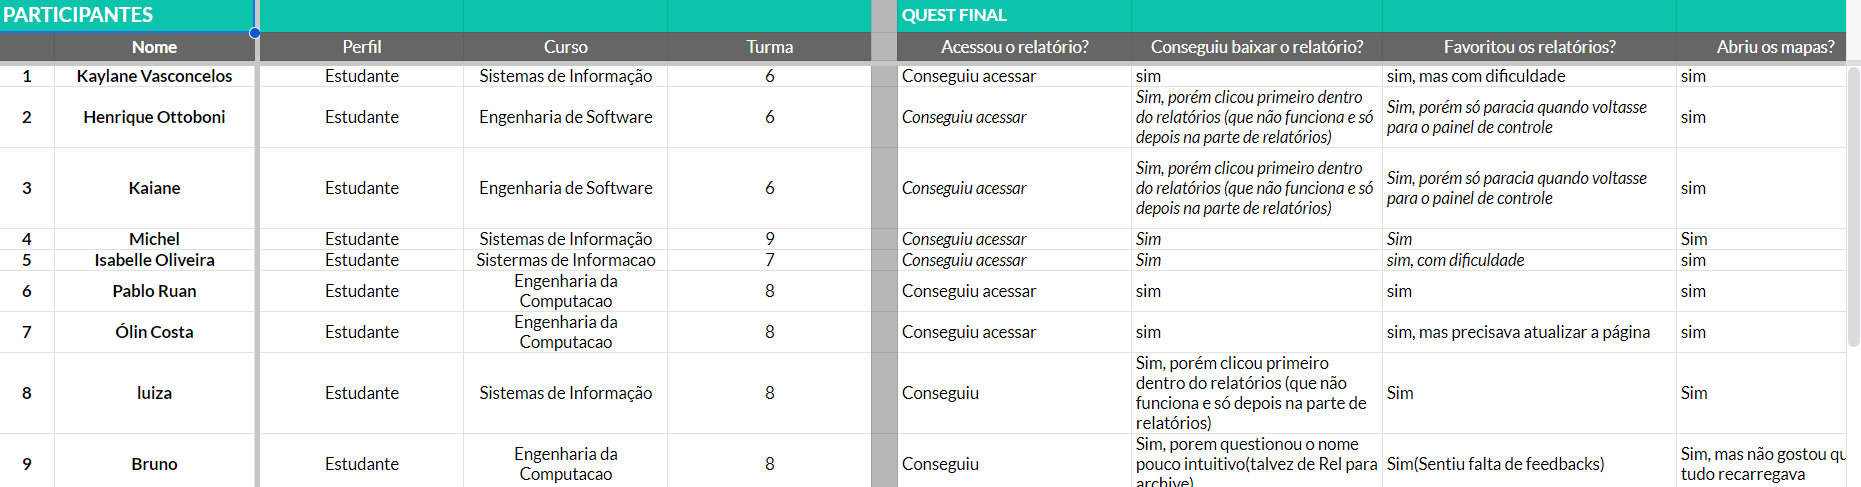 PARTICIPANTES QUEST FINAL
Nome Perfil Curso Turma Acessou o relatório? Conseguiu baixar o relatório? Favoritou os relatórios? Abriu os mapas?
1 Kaylane Vasconcelos Estudante Sistemas de Informação 6 Conseguiu acessar sim sim, mas com dificuldade sim
2 Henrique Ottoboni Estudante Engenharia de Software 6 Conseguiu acessar
Sim, porém clicou primeiro dentro
do relatórios (que não funciona e só
depois na parte de relatórios)
Sim, porém só paracia quando voltasse
para o painel de controle
sim
3 Kaiane Estudante Engenharia de Software 6 Conseguiu acessar
Sim, porém clicou primeiro dentro
do relatórios (que não funciona e só
depois na parte de relatórios)
Sim, porém só paracia quando voltasse
para o painel de controle
sim
4 Michel Estudante Sistemas de Informação 9 Conseguiu acessar Sim Sim Sim
5 Isabelle Oliveira Estudante Sistermas de Informacao 7 Conseguiu acessar Sim sim, com dificuldade sim
6 Pablo Ruan Estudante
Engenharia da
Computacao
8 Conseguiu acessar sim sim sim
7 Ólin Costa Estudante
Engenharia da
Computacao
8 Conseguiu acessar sim sim, mas precisava atualizar a página sim
8 luiza Estudante Sistemas de Informação 8 Conseguiu
Sim, porém clicou primeiro
dentro do relatórios (que não
funciona e só depois na parte de
relatórios)
Sim Sim
9 Bruno Estudante
Engenharia da
Computacao
8 Conseguiu
Sim, porem questionou o nome
pouco intuitivo(talvez de Rel para
archive)
Sim(Sentiu falta de feedbacks)
Sim, mas não gostou qu
tudo recarregava